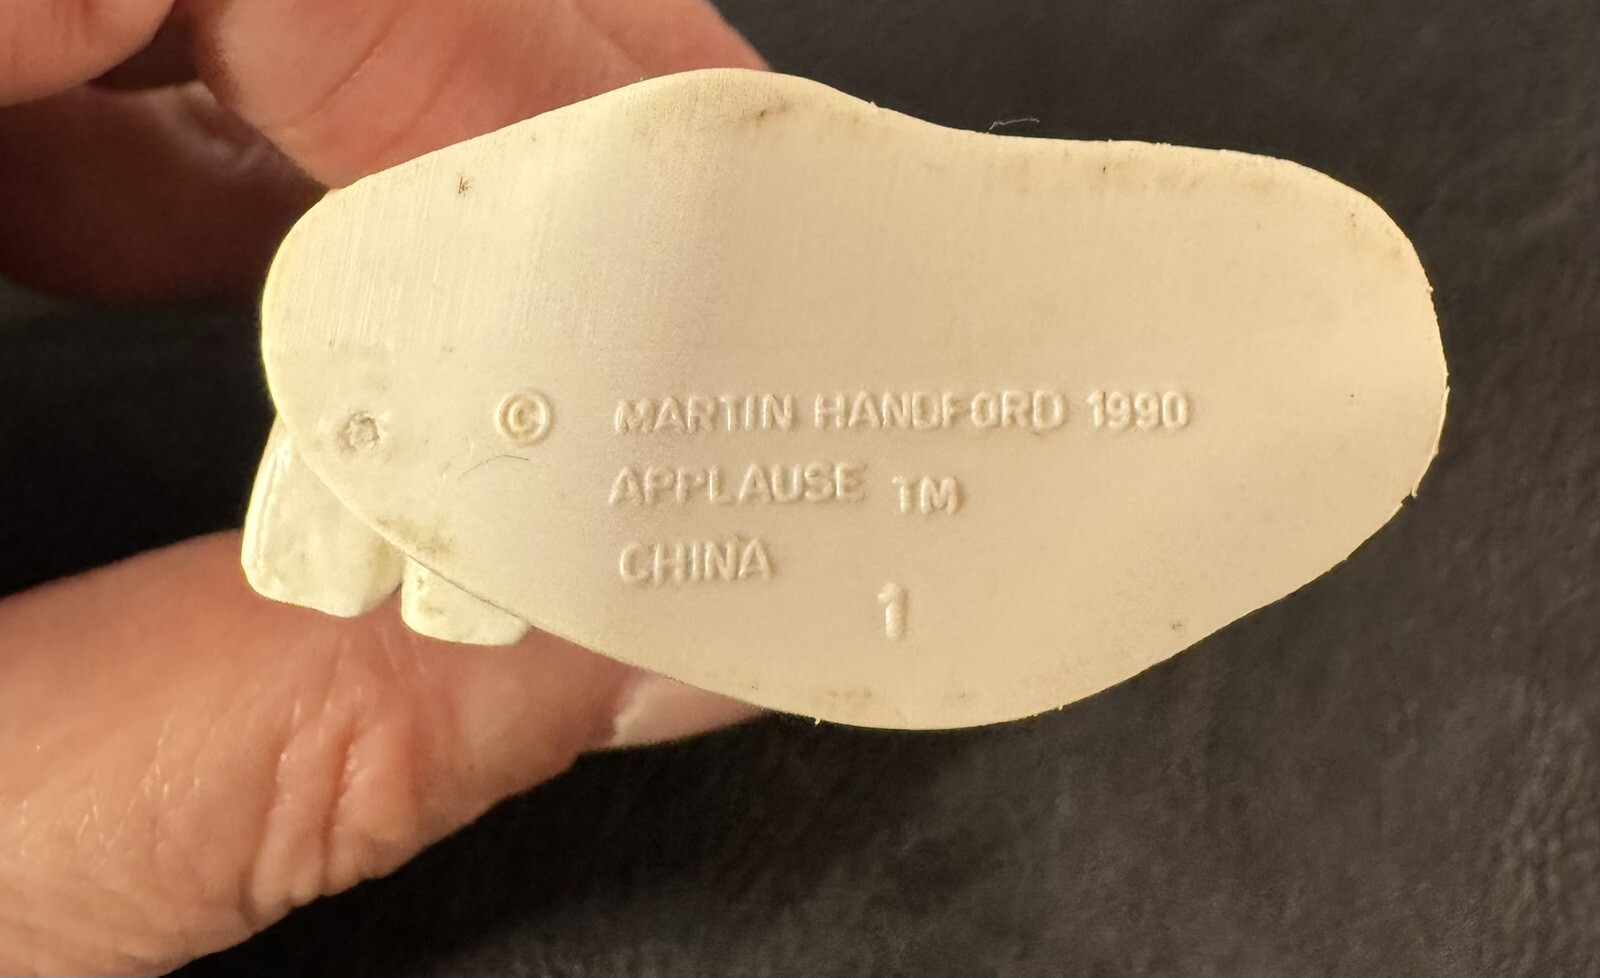 © MARTIN HANDFORD 1990
APPLAUSE TM
CHINA
1